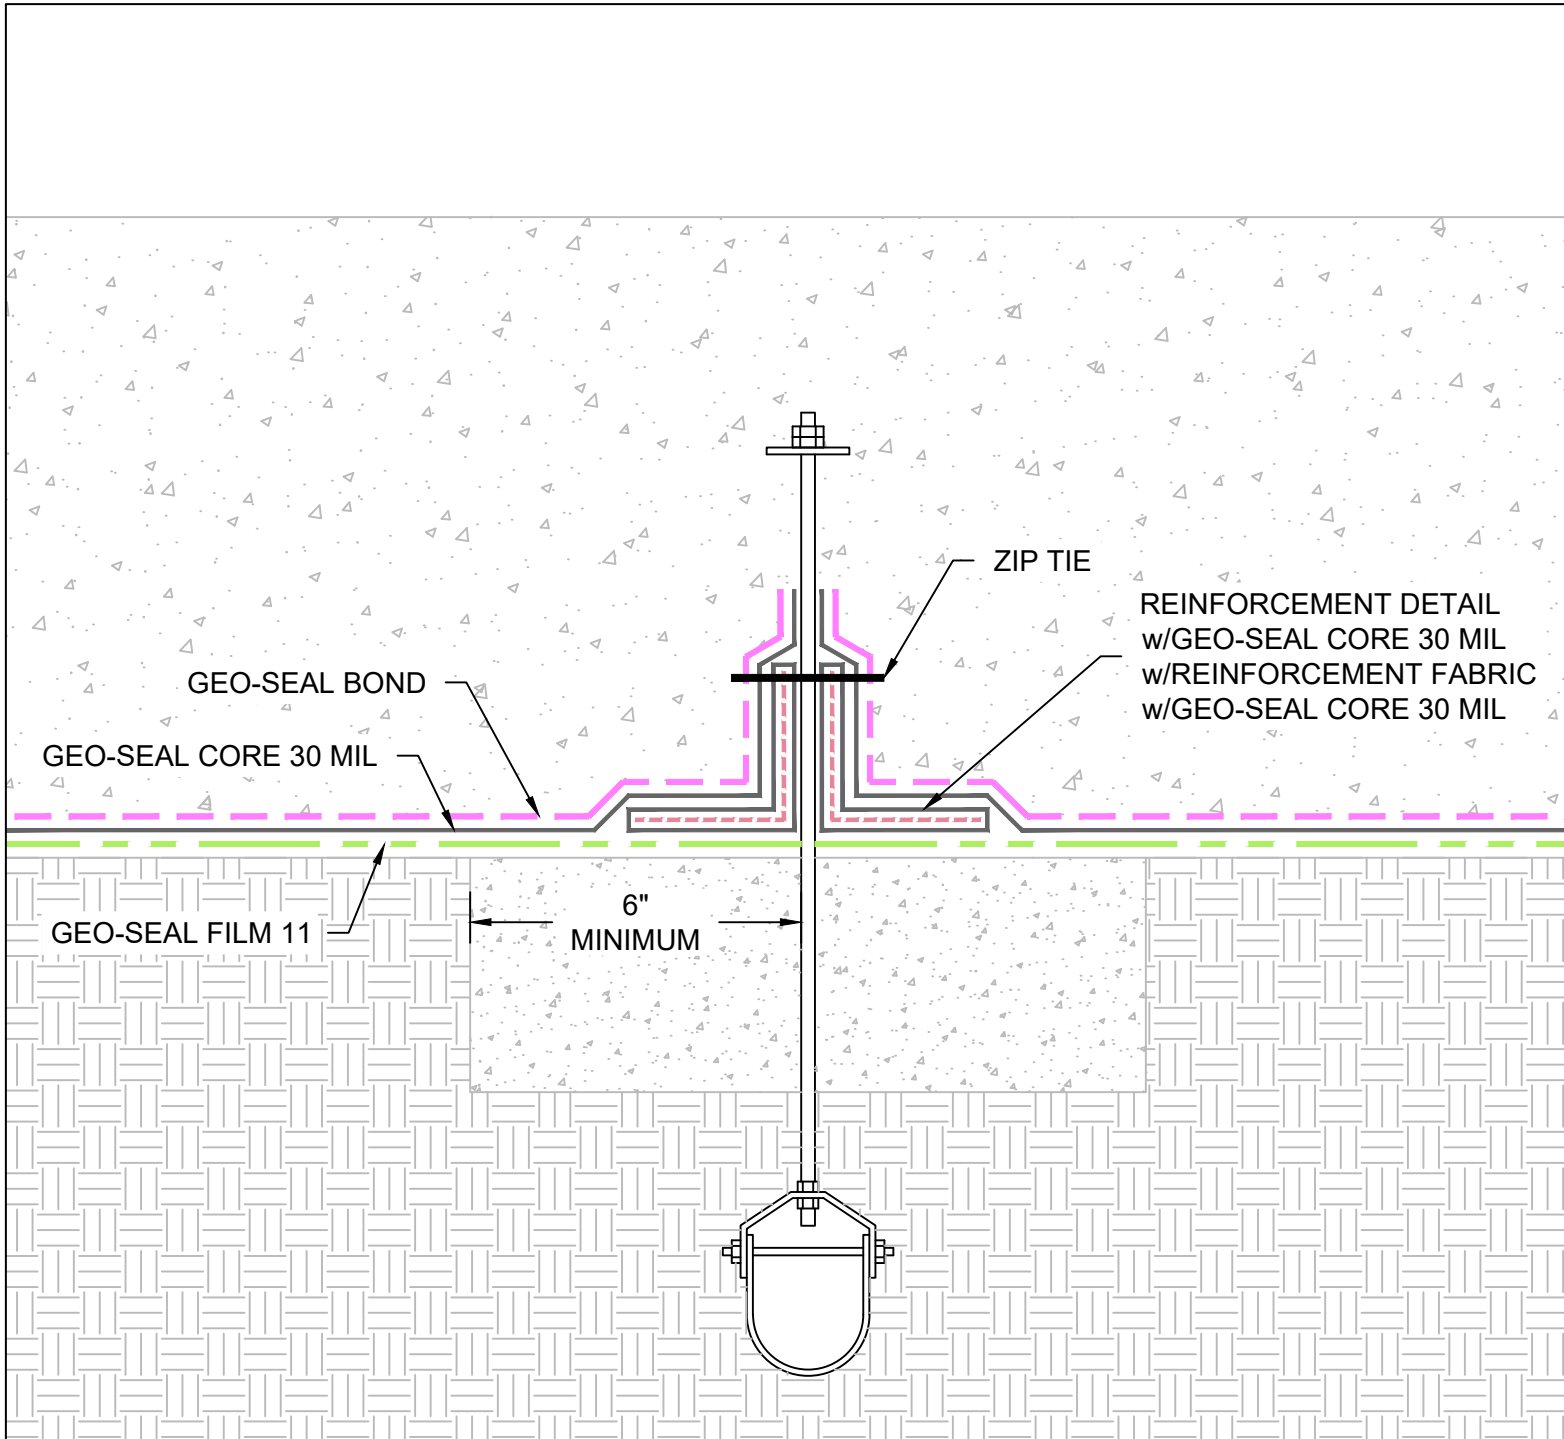 ZIP TIE
REINFORCEMENT DETAIL
w/GEO-SEAL CORE 30 MIL
w/REINFORCEMENT FABRIC
w/GEO-SEAL CORE 30 MIL
GEO-SEAL BOND
GEO-SEAL CORE 30 MIL
GEO-SEAL FILM 11
6"
MINIMUM